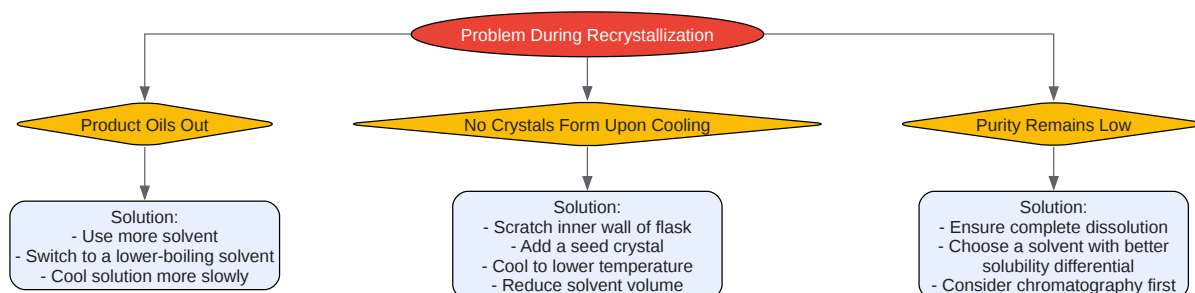 Problem During Recrystallization
Product Oils Out
No Crystals Form Upon Cooling
Purity Remains Low
Solution:
- Use more solvent
- Switch to a lower-boiling solvent
- Cool solution more slowly
Solution:
- Scratch inner wall of flask
- Add a seed crystal
- Cool to lower temperature
- Reduce solvent volume
Solution:
- Ensure complete dissolution
- Choose a solvent with better
solubility differential
- Consider chromatography first